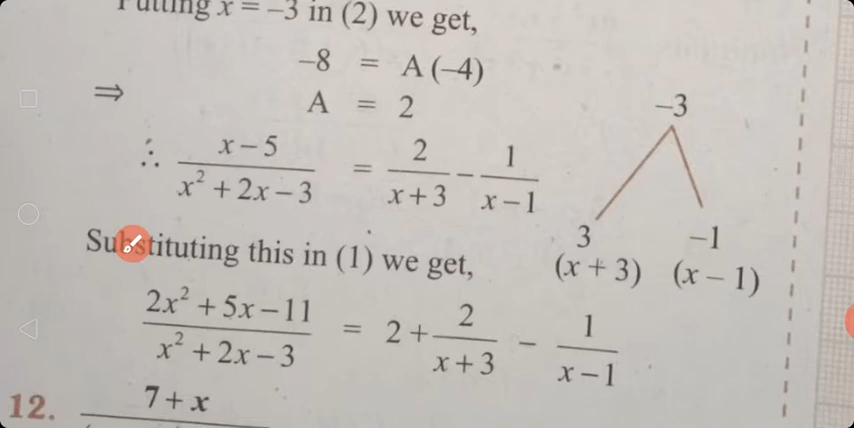 Putting x = –3 in (2) we get,
–8 = A (–4)
⇒ A = 2
–3
∴ (x – 5)/(x² + 2x – 3) = 2/(x + 3) – 1/(x – 1)
3 –1
(x + 3) (x – 1)
Substituting this in (1) we get,
(2x² + 5x – 11)/(x² + 2x – 3) = 2 + 2/(x + 3) – 1/(x – 1)
12. 7 + x